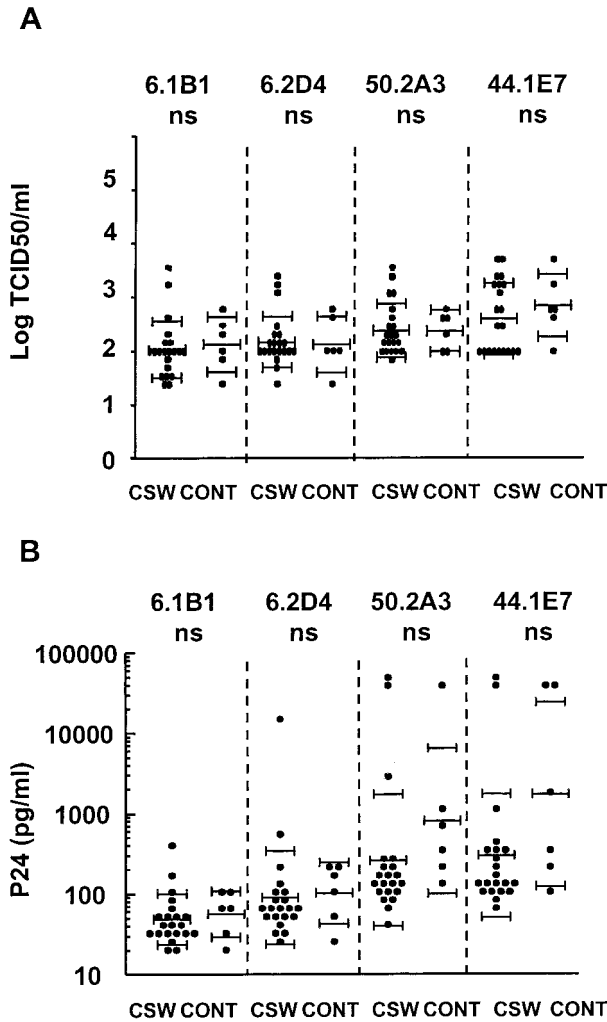 A
6.1B1 6.2D4 50.2A3 44.1E7
ns ns ns ns
Log TCID50/ml
5
4
3
2
1
0
CSW CONT CSW CONT CSW CONT CSW CONT
B
6.1B1 6.2D4 50.2A3 44.1E7
ns ns ns ns
P24 (pg/ml)
100000
10000
1000
100
10
CSW CONT CSW CONT CSW CONT CSW CONT